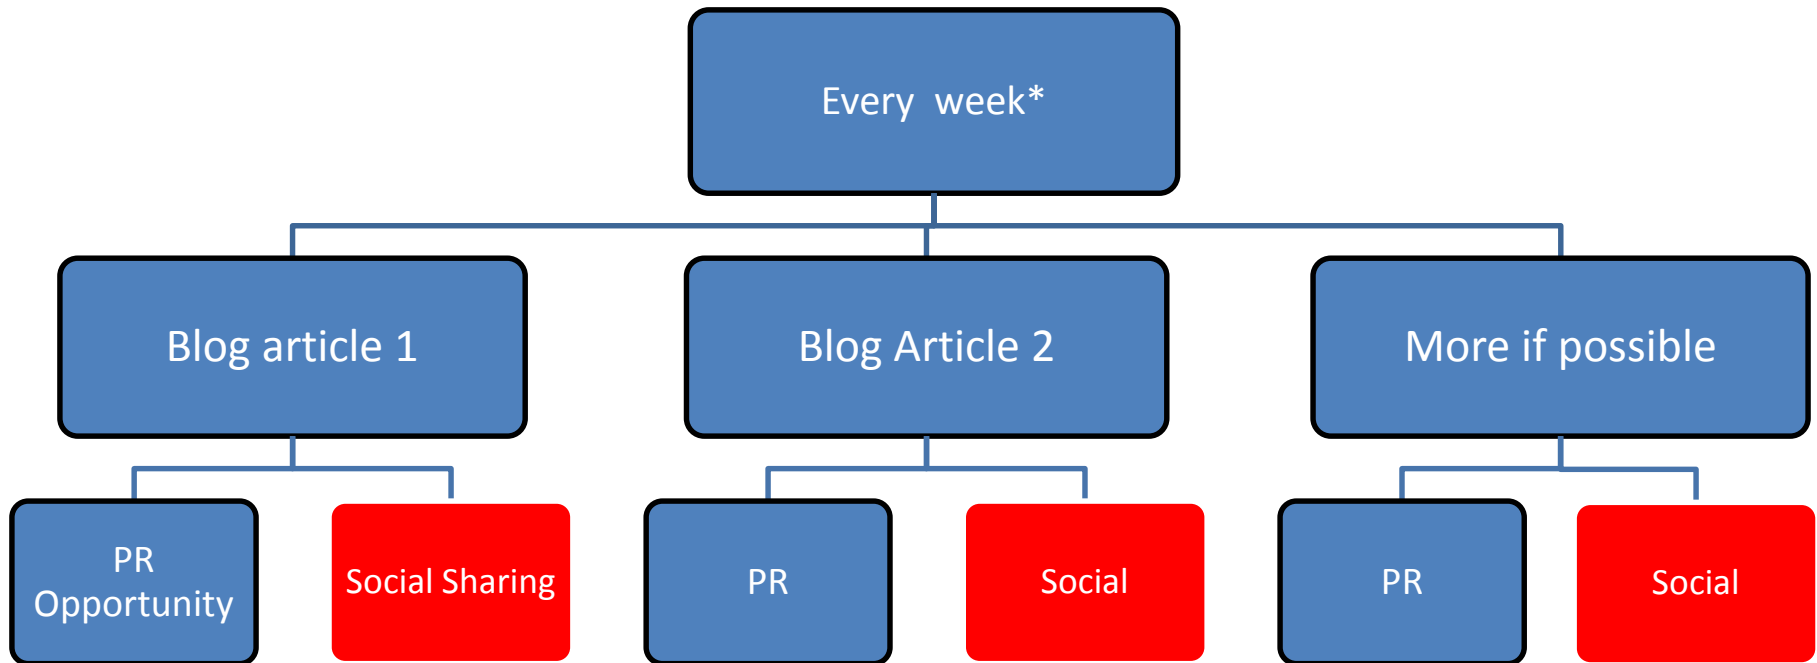 Every  week*
Blog article 1
Blog Article 2
More if possible
PR
Opportunity
Social Sharing
PR
Social
PR
Social